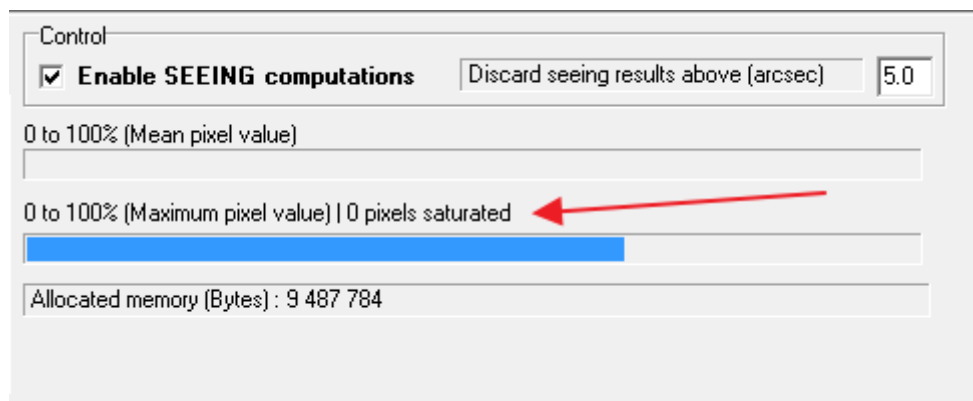 Control
Enable SEEING computations Discard seeing results above (arcsec) 5.0
0 to 100% (Mean pixel value)
0 to 100% (Maximum pixel value) | 0 pixels saturated
Allocated memory (Bytes) : 9 487 784